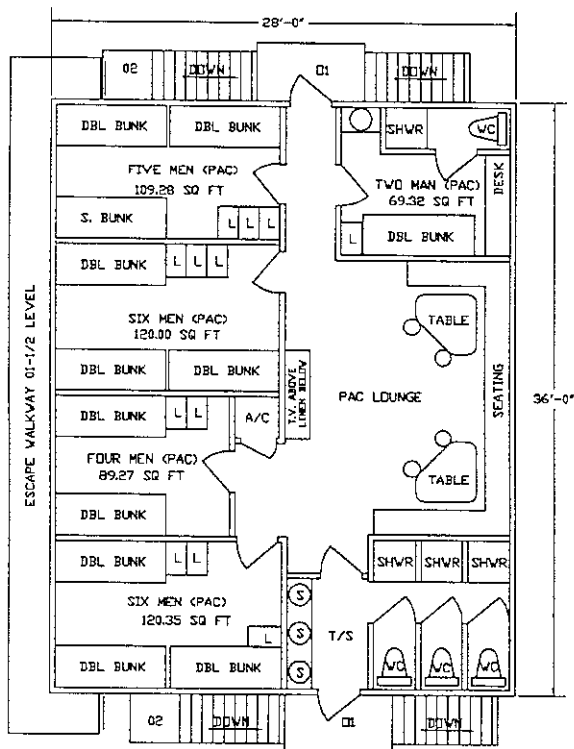 28'-0"
02
DOWN
01
DOWN
DBL BUNK
DBL BUNK
SHWR
WC
FIVE MEN (PAC)
109.28 SQ FT
TWO MAN (PAC)
69.32 SQ FT
DESK
S. BUNK
L
L
L
L
DBL BUNK
DBL BUNK
L
L
L
SIX MEN (PAC)
120.00 SQ FT
TABLE
DBL BUNK
DBL BUNK
T.V. ABOVE
LINEN BELOW
PAC LOUNGE
SEATING
36'-0"
ESCAPE WALKWAY 01-1/2 LEVEL
DBL BUNK
L
L
A/C
FOUR MEN (PAC)
89.27 SQ FT
TABLE
DBL BUNK
DBL BUNK
L
L
SHWR
SHWR
SHWR
SIX MEN (PAC)
120.35 SQ FT
L
S
S
S
T/S
DBL BUNK
DBL BUNK
WC
WC
WC
02
DOWN
01
DOWN